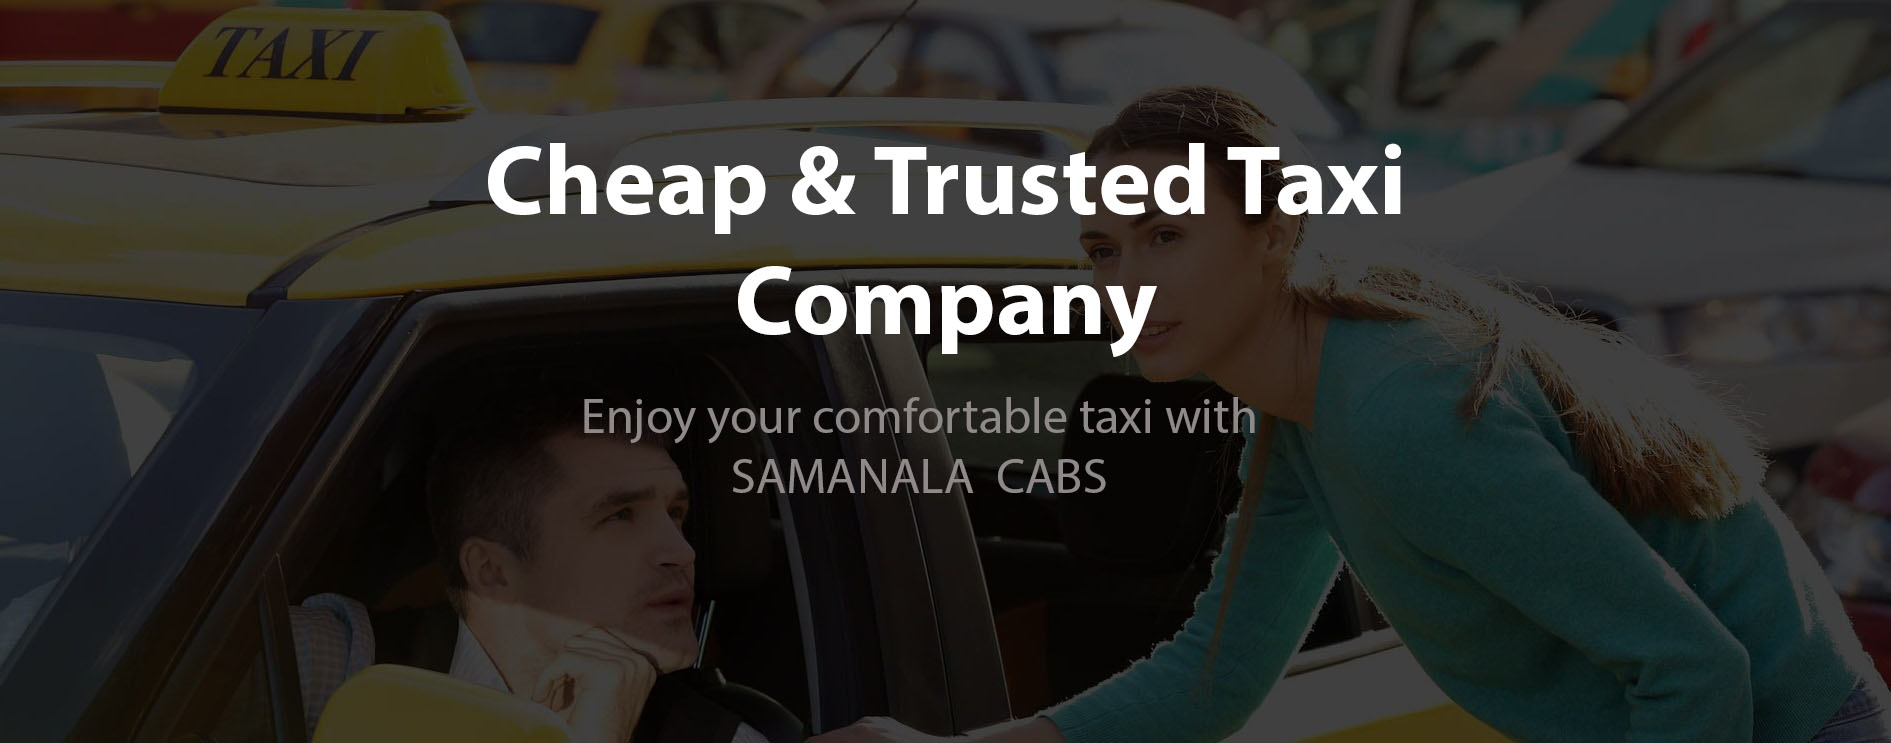 TAXI
Cheap & Trusted Taxi
Company
Enjoy your comfortable taxi with
SAMANALA CABS